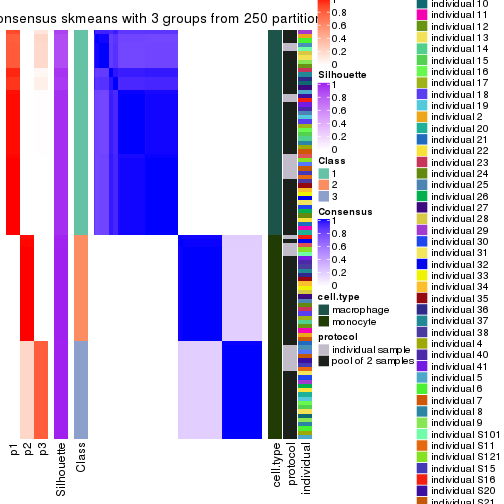 onsensus skmeans with 3 groups from 250 partition
0.8
0.6
0.4
0.2
0
Silhouette
1
0.8
0.6
0.4
0.2
0
Class
1
2
3
Consensus
1
0.8
0.6
0.4
0.2
0
cell.type
macrophage
monocyte
protocol
individual sample
pool of 2 samples
p1
p2
p3
Silhouette
Class
cell.type
protocol
individual
individual 10
individual 11
individual 12
individual 13
individual 14
individual 15
individual 16
individual 17
individual 18
individual 19
individual 2
individual 20
individual 21
individual 22
individual 23
individual 24
individual 25
individual 26
individual 27
individual 28
individual 29
individual 30
individual 31
individual 32
individual 33
individual 34
individual 35
individual 36
individual 37
individual 38
individual 4
individual 40
individual 41
individual 5
individual 6
individual 7
individual 8
individual 9
individual S101
individual S11
individual S121
individual S15
individual S16
individual S20
individual S21